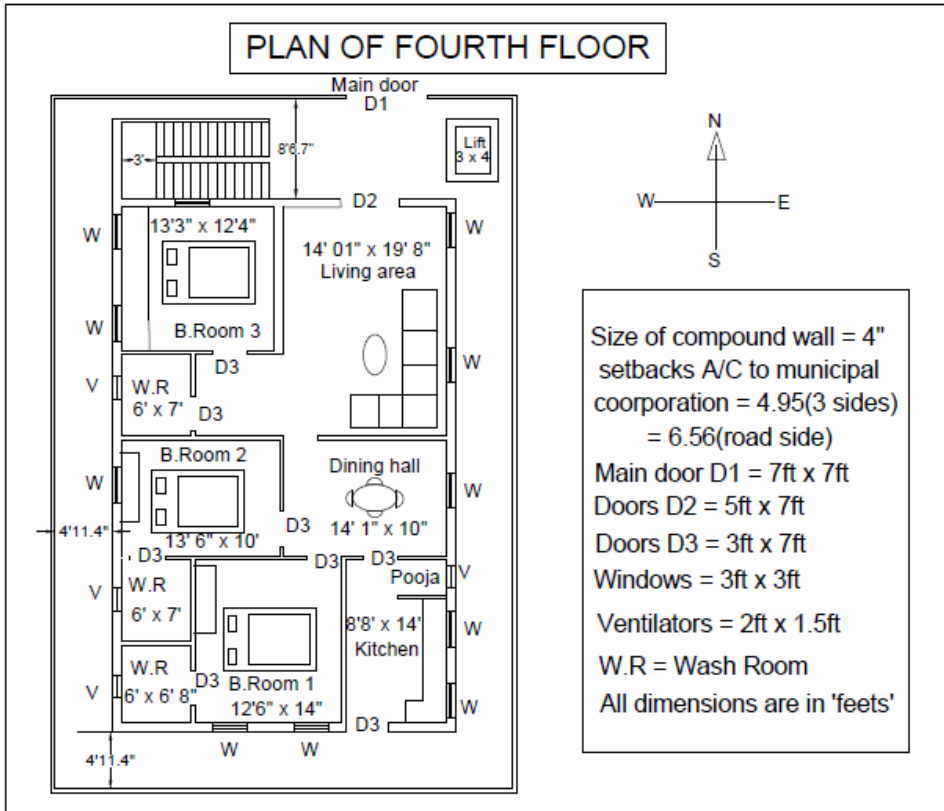 PLAN OF FOURTH FLOOR
Main door
D1
8'6.7"
3'
Lift
3 x 4
N
W
E
S
D2
13'3" x 12'4"
14' 01" x 19' 8"
Living area
W
W
W
B.Room 3
W
D3
V
W.R
6' x 7'
D3
B.Room 2
Dining hall
W
W
4'11.4"
13' 6" x 10'
D3
14' 1" x 10"
D3
D3
D3
Pooja
V
V
W.R
6' x 7'
8'8' x 14'
Kitchen
W
W.R
6' x 6' 8"
D3
B.Room 1
12'6" x 14"
V
W
D3
W
W
4'11.4"
Size of compound wall = 4"
setbacks A/C to municipal
coorporation = 4.95(3 sides)
= 6.56(road side)
Main door D1 = 7ft x 7ft
Doors D2 = 5ft x 7ft
Doors D3 = 3ft x 7ft
Windows = 3ft x 3ft
Ventilators = 2ft x 1.5ft
W.R = Wash Room
All dimensions are in 'feets'